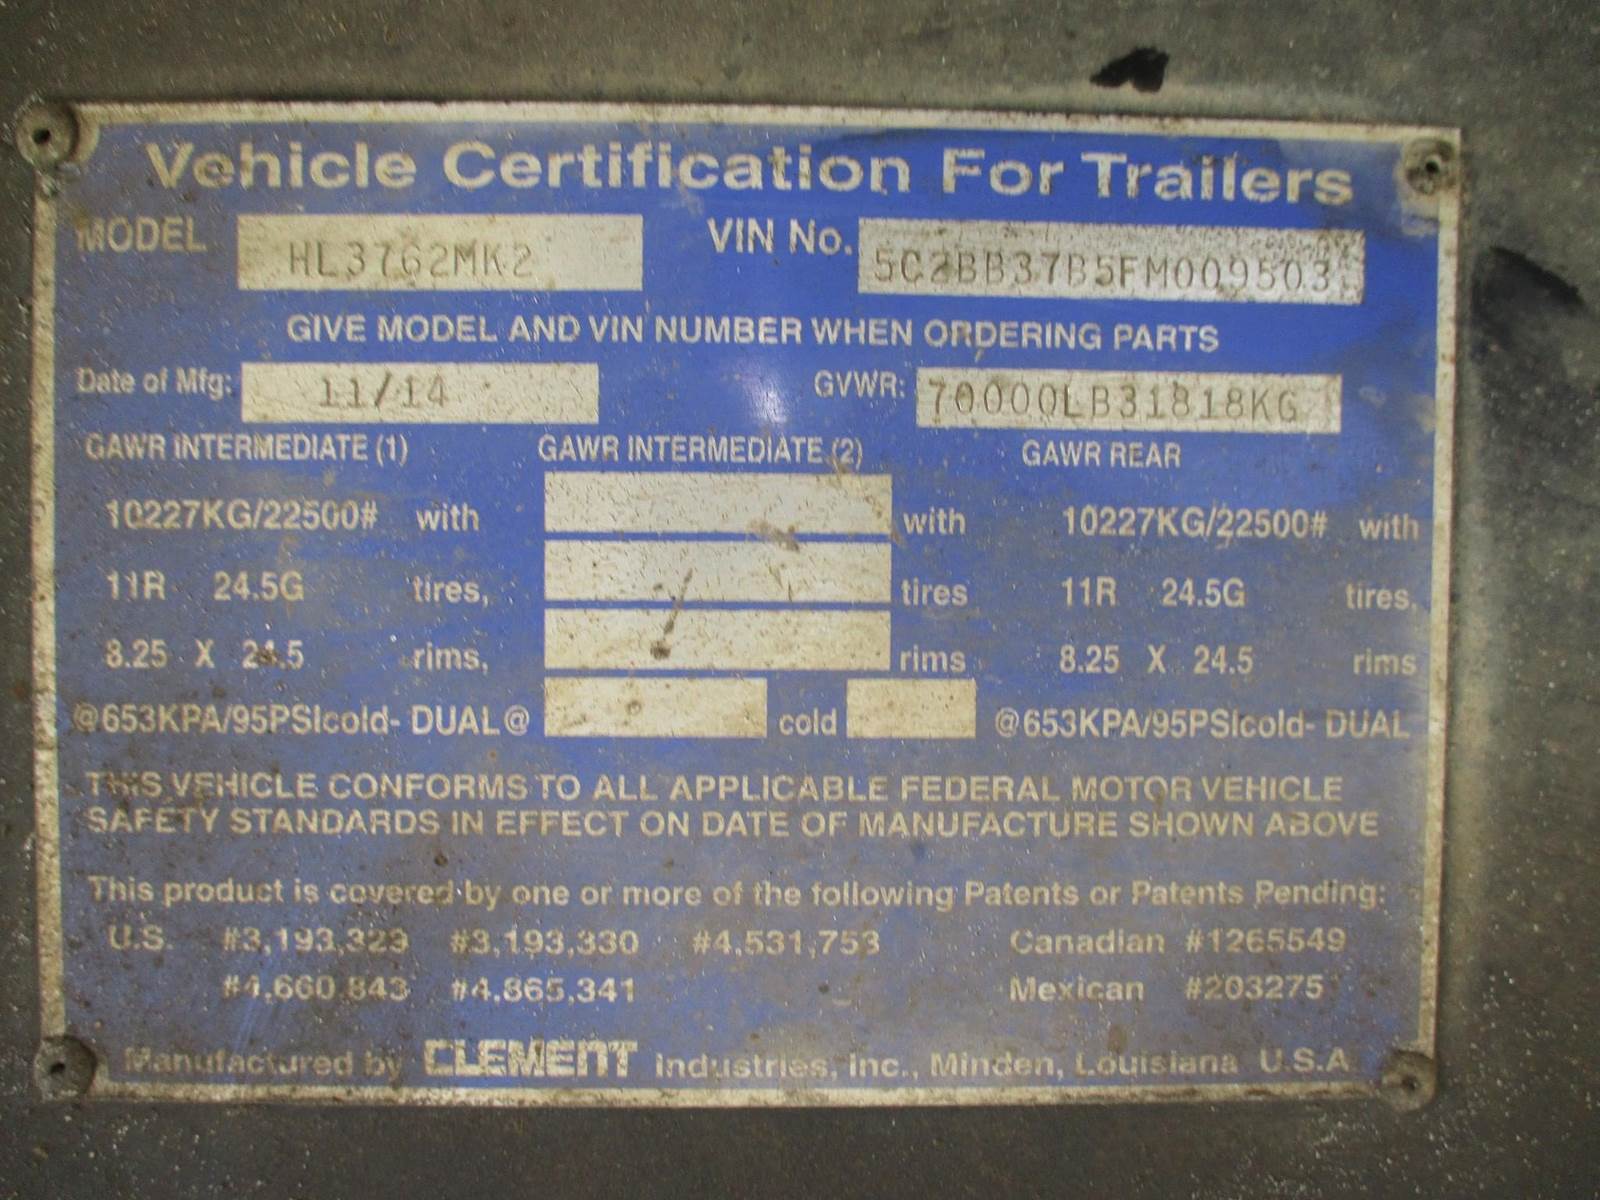 Vehicle Certification For Trailers
MODEL HL3762MK2 VIN No. 5C2BB37B5FM009503
GIVE MODEL AND VIN NUMBER WHEN ORDERING PARTS
Date of Mfg: 11/14 GVWR: 70000LB31818KG
GAWR INTERMEDIATE (1) GAWR INTERMEDIATE (2) GAWR REAR
10227KG/22500# with with 10227KG/22500# with
11R 24.5G tires, tires 11R 24.5G tires,
8.25 X 24.5 rims, rims 8.25 X 24.5 rims
@653KPA/95PSIcold- DUAL@ cold @653KPA/95PSIcold- DUAL
THIS VEHICLE CONFORMS TO ALL APPLICABLE FEDERAL MOTOR VEHICLE
SAFETY STANDARDS IN EFFECT ON DATE OF MANUFACTURE SHOWN ABOVE
This product is covered by one or more of the following Patents or Patents Pending:
U.S. #3,193,323 #3,193,330 #4,531,753 Canadian #1265549
#4,660,843 #4,865,341 Mexican #203275
Manufactured by CLEMENT Industries, Inc., Minden, Louisiana U.S.A